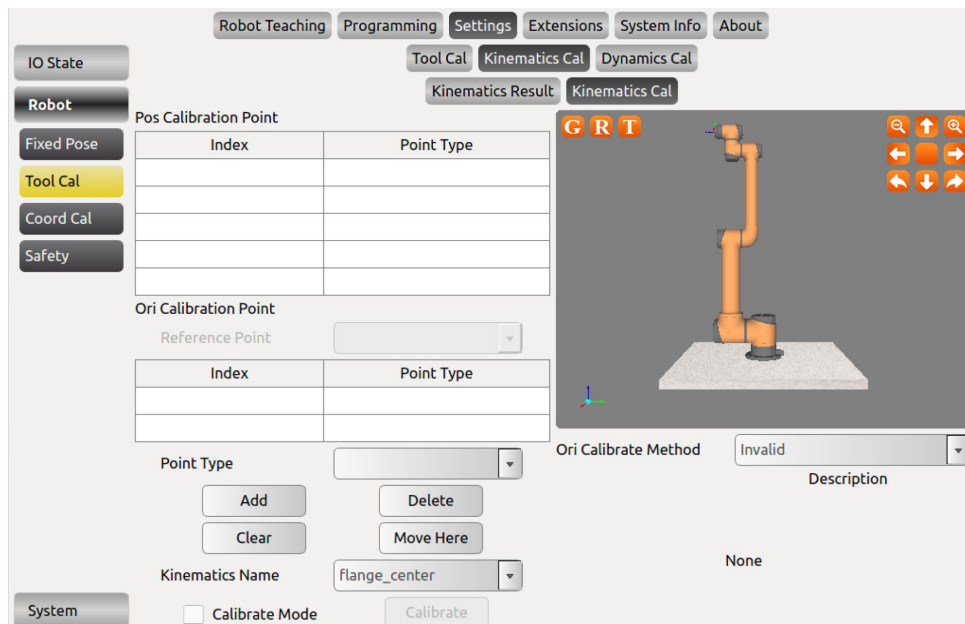 Robot Teaching Programming Settings Extensions System Info About
IO State
Tool Cal Kinematics Cal Dynamics Cal
Kinematics Result Kinematics Cal
Robot
Pos Calibration Point
G R T
Fixed Pose
Index Point Type
Tool Cal
Coord Cal
Safety
Ori Calibration Point
Reference Point
Index Point Type
Ori Calibrate Method Invalid
Point Type
Description
Add Delete
Clear Move Here
None
Kinematics Name flange_center
System
Calibrate Mode Calibrate